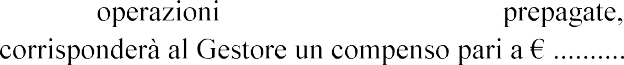 operazioni prepagate,
corrisponderà al Gestore un compenso pari a € ..........